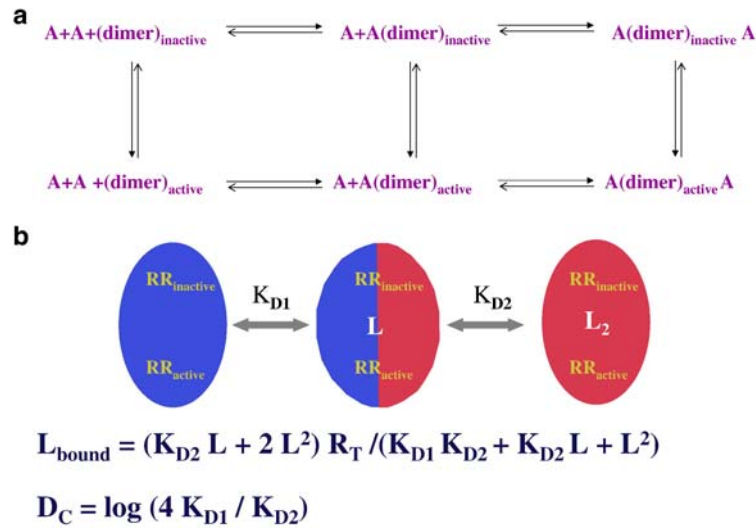 a
A+A+(dimer)inactive A+A(dimer)inactive A(dimer)inactive A
A+A +(dimer)active A+A(dimer)active A(dimer)active A
b
RRinactive RRinactive RRinactive
KD1 KD2
L L2
RRactive RRactive RRactive
Lbound = (KD2 L + 2 L²) RT /(KD1 KD2 + KD2 L + L²)
DC = log (4 KD1 / KD2)